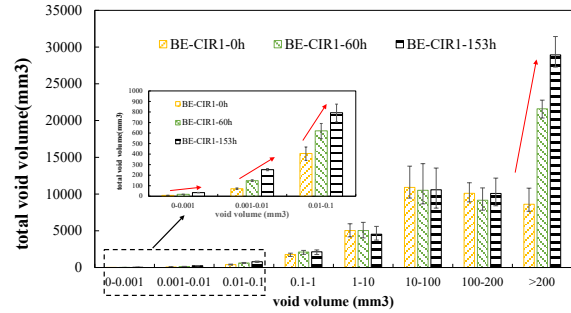 35000
30000
25000
20000
15000
10000
5000
0
total void volume(mm3)
BE-CIR1-0h BE-CIR1-60h BE-CIR1-153h
1000
900
800
700
600
500
400
300
200
100
0
total void volume(mm3)
BE-CIR1-0h
BE-CIR1-60h
BE-CIR1-153h
0-0.001 0.001-0.01 0.01-0.1
void volume (mm3)
0-0.001 0.001-0.01 0.01-0.1 0.1-1 1-10 10-100 100-200 >200
void volume (mm3)